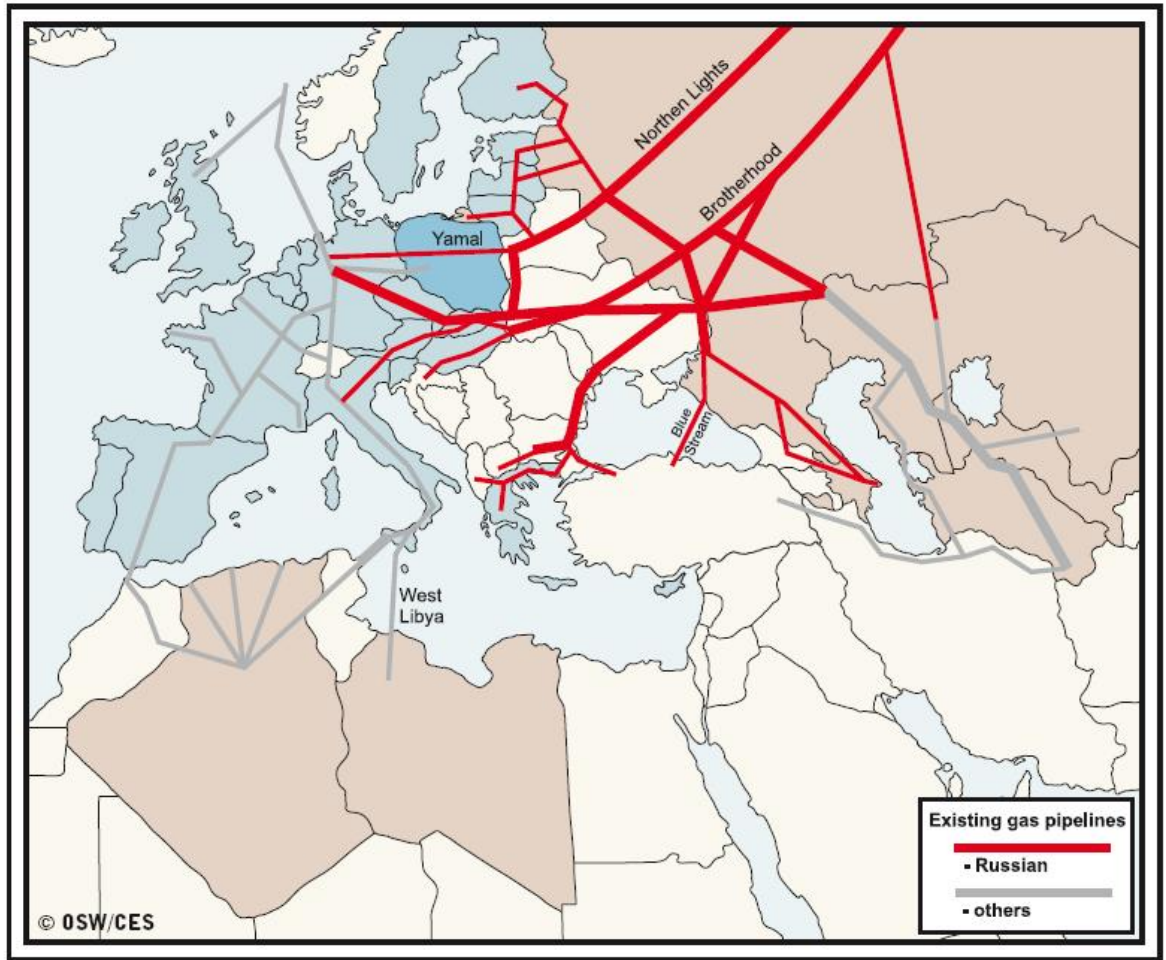 Northen Lights
Brotherhood
Yamal
Blue
Stream
West
Libya
Existing gas pipelines
- Russian
- others
© OSW/CES